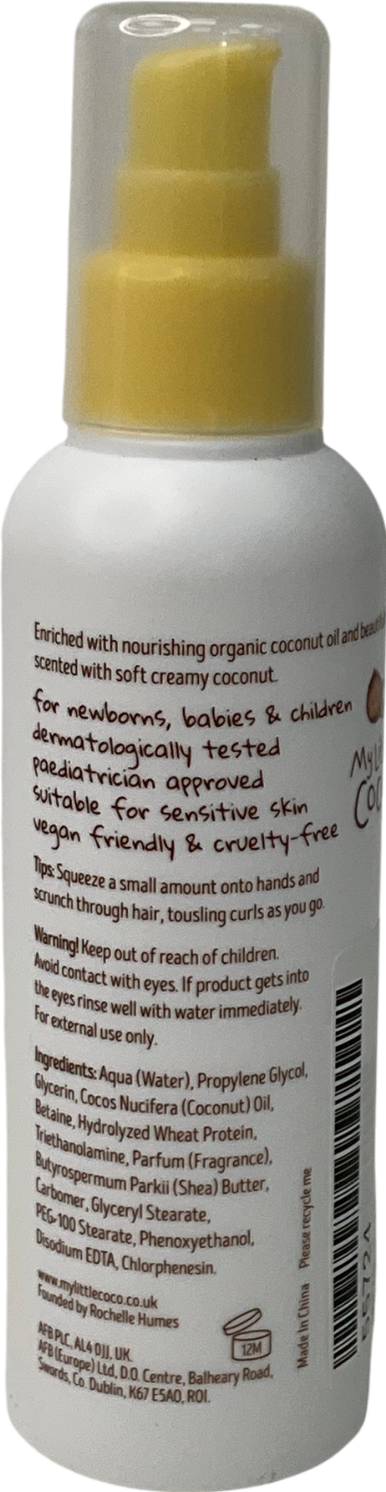 Enriched with nourishing organic coconut oil and
scented with soft creamy coconut.
for newborns, babies & children
dermatologically tested
paediatrician approved
suitable for sensitive skin
vegan friendly & cruelty-free
Tips: Squeeze a small amount onto hands and
scrunch through hair, tousling curls as you go.
Warning! Keep out of reach of children.
Avoid contact with eyes. If product gets into
the eyes rinse well with water immediately.
For external use only.
Ingredients: Aqua (Water), Propylene Glycol,
Glycerin, Cocos Nucifera (Coconut) Oil,
Betaine, Hydrolyzed Wheat Protein,
Triethanolamine, Parfum (Fragrance),
Butyrospermum Parkii (Shea) Butter,
Carbomer, Glyceryl Stearate,
PEG-100 Stearate, Phenoxyethanol,
Disodium EDTA, Chlorphenesin.
www.mylittlecoco.co.uk
Founded by Rochelle Humes
AFB PLC, AL4 0JJ, UK.
AFB (Europe) Ltd, D.O. Centre, Balheary Road,
Swords, Co. Dublin, K67 E5A0, ROI.
12M
Made in China Please recycle me
My